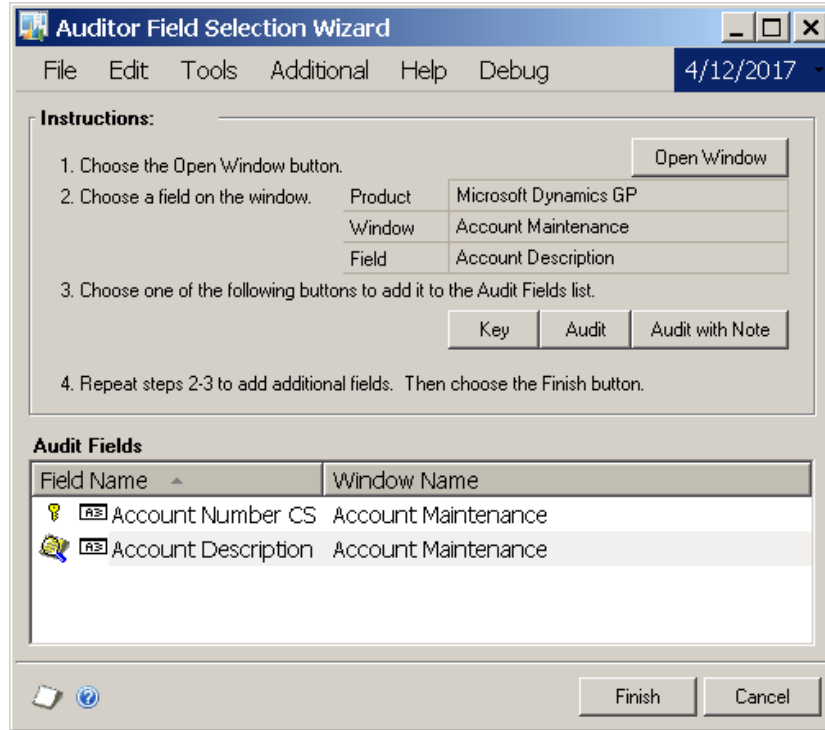 Auditor Field Selection Wizard
File Edit Tools Additional Help Debug 4/12/2017
Instructions:
1. Choose the Open Window button. Open Window
2. Choose a field on the window. Product Microsoft Dynamics GP
Window Account Maintenance
Field Account Description
3. Choose one of the following buttons to add it to the Audit Fields list.
Key Audit Audit with Note
4. Repeat steps 2-3 to add additional fields. Then choose the Finish button.
Audit Fields
Field Name Window Name
Account Number CS Account Maintenance
Account Description Account Maintenance
Finish Cancel